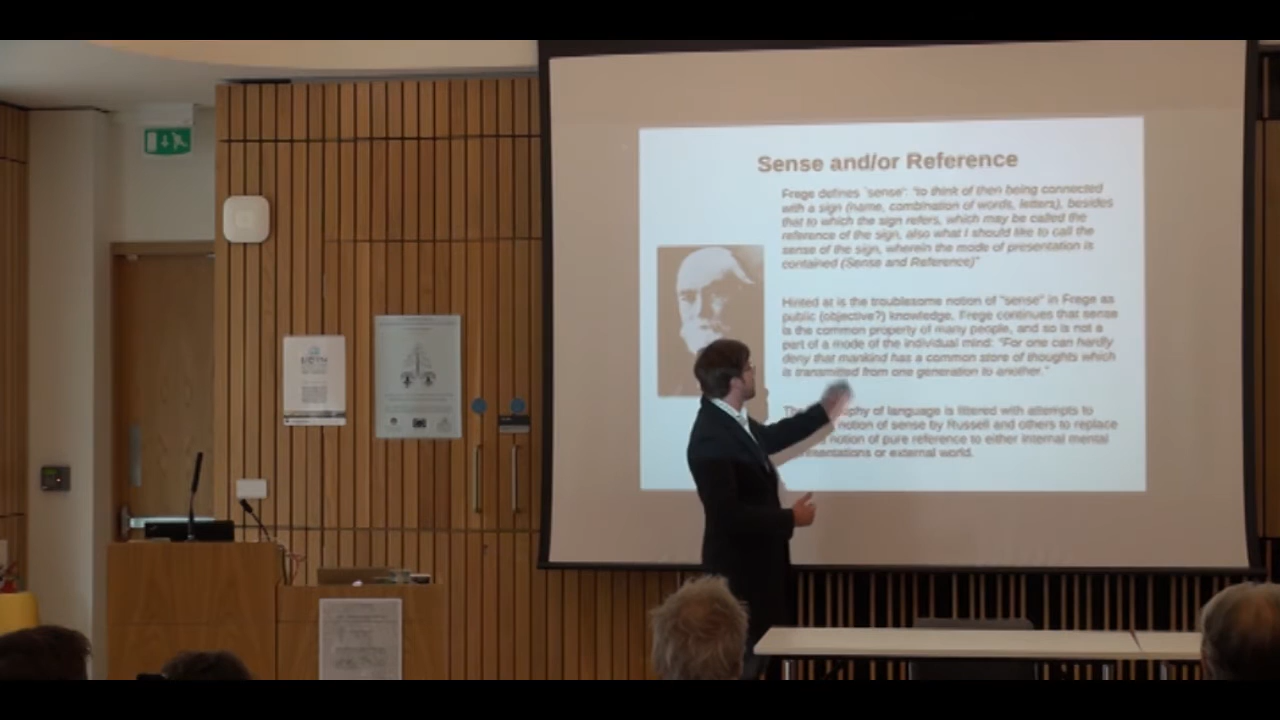 Sense and/or Reference
Frege defines `sense': "to think of then being connected
with a sign (name, combination of words, letters), besides
that to which the sign refers, which may be called the
reference of the sign, also what I should like to call the
sense of the sign, wherein the mode of presentation is
contained (Sense and Reference)"
Hinted at is the troublesome notion of "sense" in Frege as
public (objective?) knowledge, Frege continues that sense
is the common property of many people, and so is not a
part of a mode of the individual mind: "For one can hardly
deny that mankind has a common store of thoughts which
is transmitted from one generation to another."
of language is littered with attempts to
notion of sense by Russell and others to replace
notion of pure reference to either internal mental
or external world.